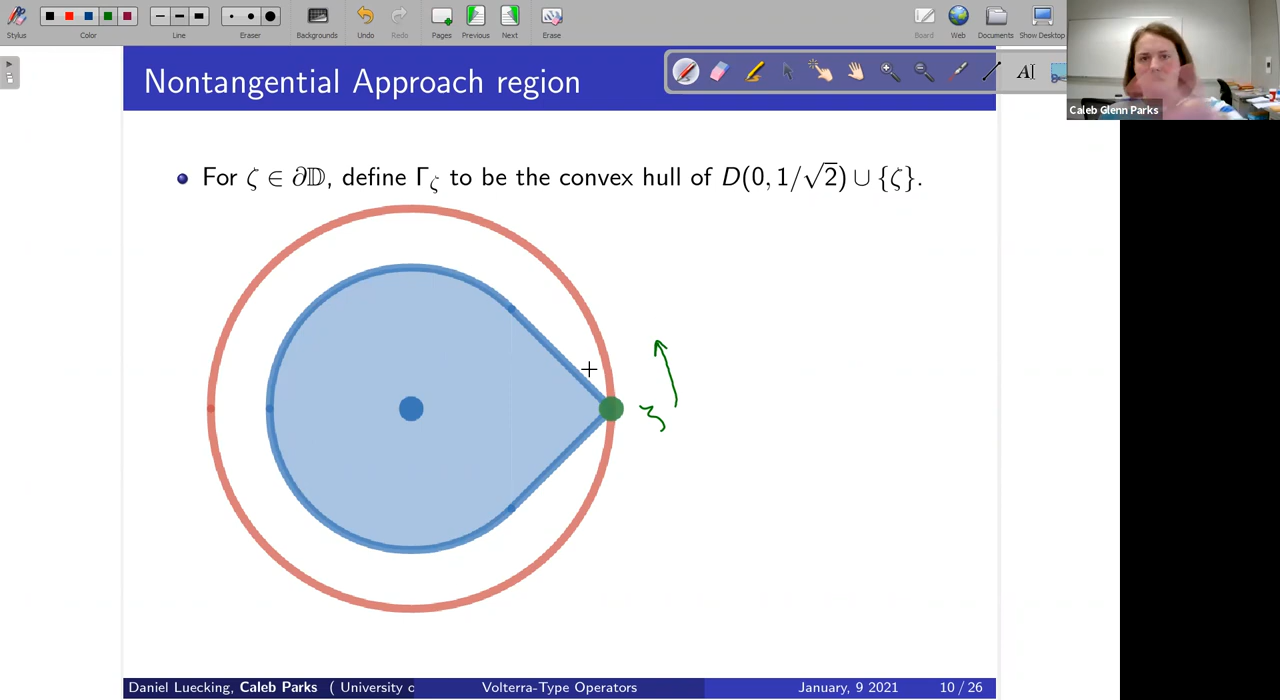 Stylus Color Line Eraser Backgrounds Undo Redo Pages Previous Next Erase Board Web Documents Show Desktop
Nontangential Approach region
AI
Caleb Glenn Parks
For ζ ∈ ∂𝔻, define Γ_ζ to be the convex hull of D(0, 1/√2) ∪ {ζ}.
ζ
Daniel Luecking, Caleb Parks ( University o Volterra-Type Operators January, 9 2021 10 / 26